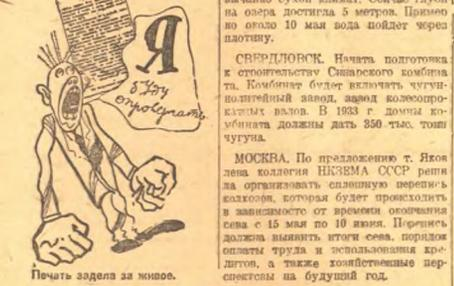 Я
буду
опровергать
Печать задела за живое.
на озера достигла 5 метров. Пример
но около 10 мая вода пойдет через
плотину.
СВЕРДЛОВСК. Начата подготовка
к строительству Синарского комбина
та. Комбинат будет включать чугун-
нолитейный завод, завод колесопро-
катных валов. В 1933 г. домны ко-
мбината должны дать 350 тыс. тонн
чугуна.
МОСКВА. По предложению т. Яков
лева коллегия НКЗЕМА СССР реши
ла организовать сплошную перепись
колхозов, которая будет происходить
в зависимости от времени окончания
сева с 15 мая по 10 июня. Перепись
должна выявить итоги сева, порядок
оплаты труда и использования кре-
дитов, а также хозяйственные пер-
спективы на будущий год.